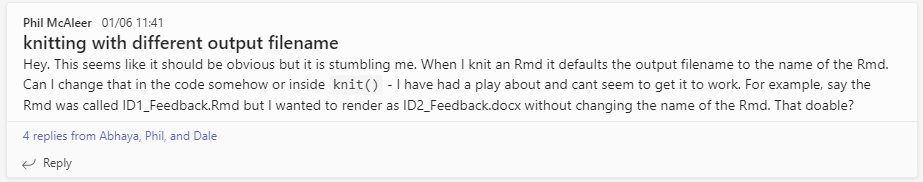 Phil McAleer 01/06 11:41
knitting with different output filename
Hey. This seems like it should be obvious but it is stumbling me. When I knit an Rmd it defaults the output filename to the name of the Rmd.
Can I change that in the code somehow or inside knit() - I have had a play about and cant seem to get it to work. For example, say the
Rmd was called ID1_Feedback.Rmd but I wanted to render as ID2_Feedback.docx without changing the name of the Rmd. That doable?
4 replies from Abhaya, Phil, and Dale
Reply